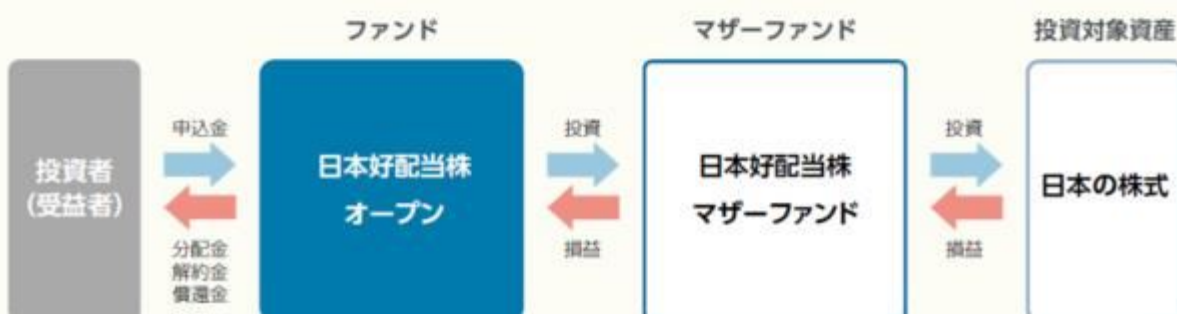 ファンド
マザーファンド
投資対象資産
投資者
(受益者)
申込金
分配金
解約金
償還金
日本好配当株
オープン
投資
損益
日本好配当株
マザーファンド
投資
損益
日本の株式